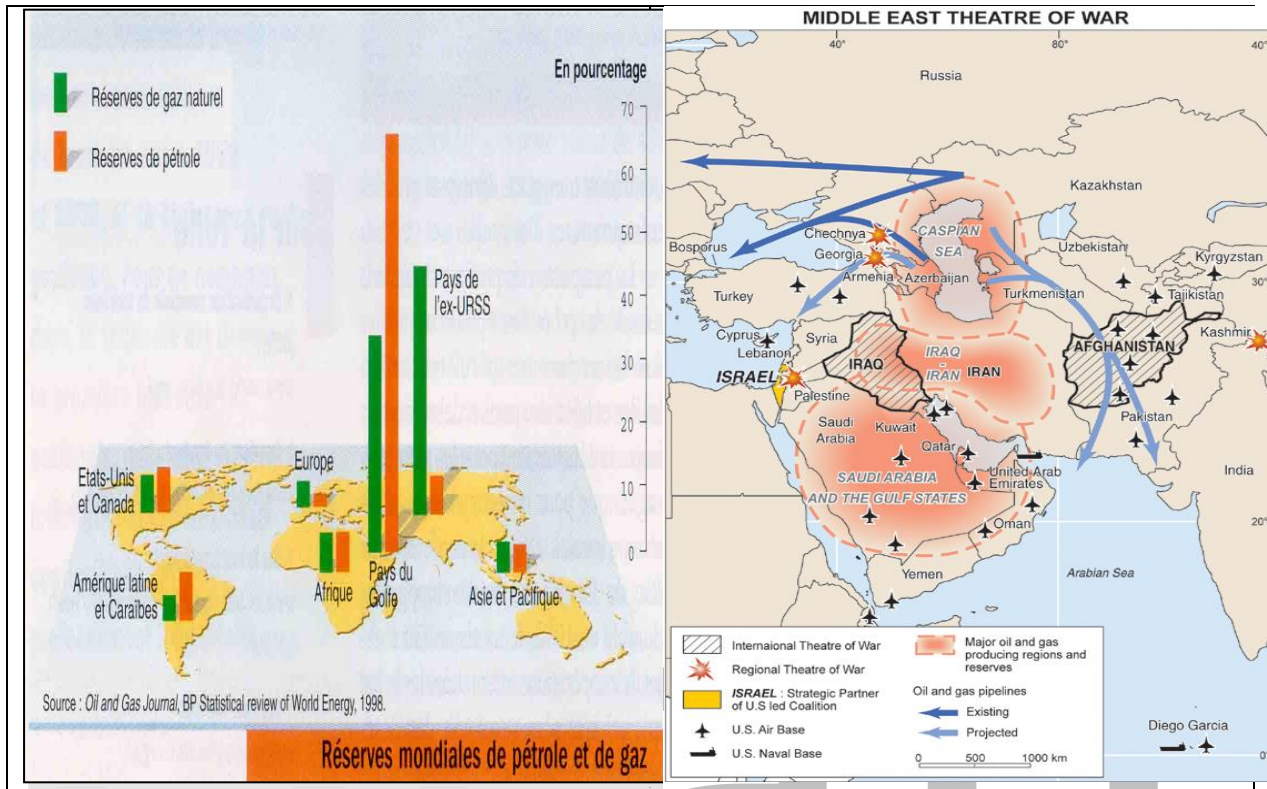 En pourcentage
Réserves de gaz naturel
Réserves de pétrole
70
60
50
40
30
20
10
0
Pays de
l'ex-URSS
Etats-Unis
et Canada
Europe
Amérique latine
et Caraïbes
Afrique
Pays du
Golfe
Asie et Pacifique
Source : Oil and Gas Journal, BP Statistical review of World Energy, 1998.
Réserves mondiales de pétrole et de gaz
MIDDLE EAST THEATRE OF WAR
40°
80°
40°
Russia
Kazakhstan
Chechnya
CASPIAN
SEA
Bosporus
Georgia
Uzbekistan
Kyrgyzstan
Armenia
Azerbaijan
Turkey
Turkmenistan
Tajikistan
Cyprus
Syria
Lebanon
Kashmir
AFGHANISTAN
IRAQ
IRAQ
-
IRAN
IRAN
ISRAEL
Palestine
Pakistan
Saudi
Arabia
Kuwait
Qatar
India
SAUDI ARABIA
AND THE GULF STATES
United Arab
Emirates
Oman
20°
Yemen
Arabian Sea
Internaional Theatre of War
Regional Theatre of War
ISRAEL : Strategic Partner
of U.S led Coalition
U.S. Air Base
U.S. Naval Base
Major oil and gas
producing regions and
reserves
Oil and gas pipelines
Existing
Projected
0 500 1000 km
Diego Garcia
0°